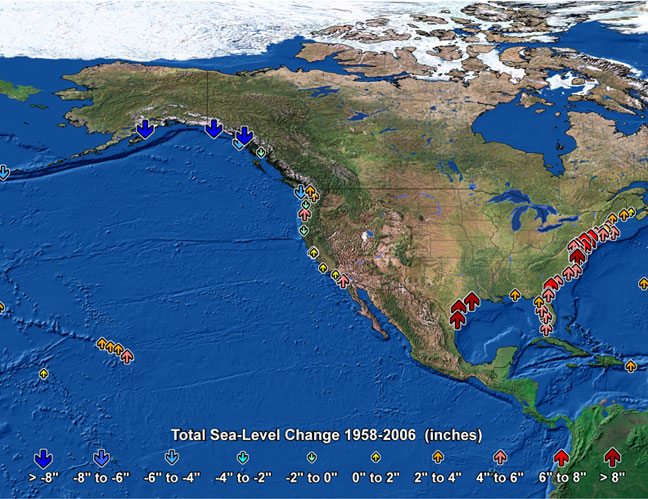 Total Sea-Level Change 1958-2006 (inches)
> -8" -8" to -6" -6" to -4" -4" to -2" -2" to 0" 0" to 2" 2" to 4" 4" to 6" 6" to 8" > 8"